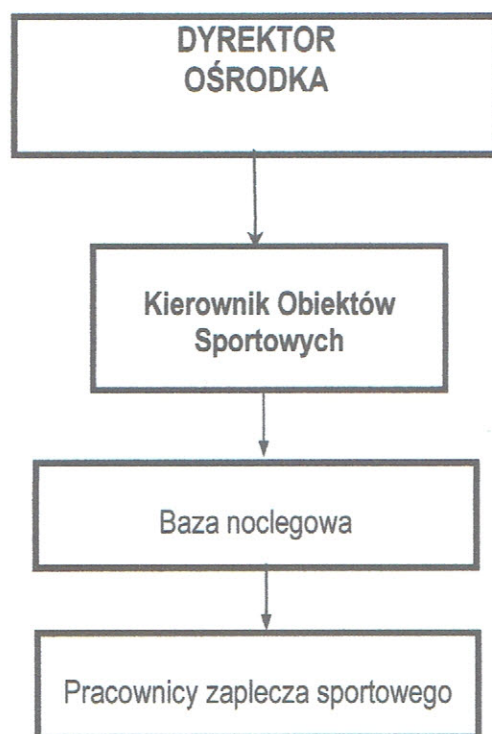 DYREKTOR
OŚRODKA
Kierownik Obiektów
Sportowych
Baza noclegowa
Pracownicy zaplecza sportowego